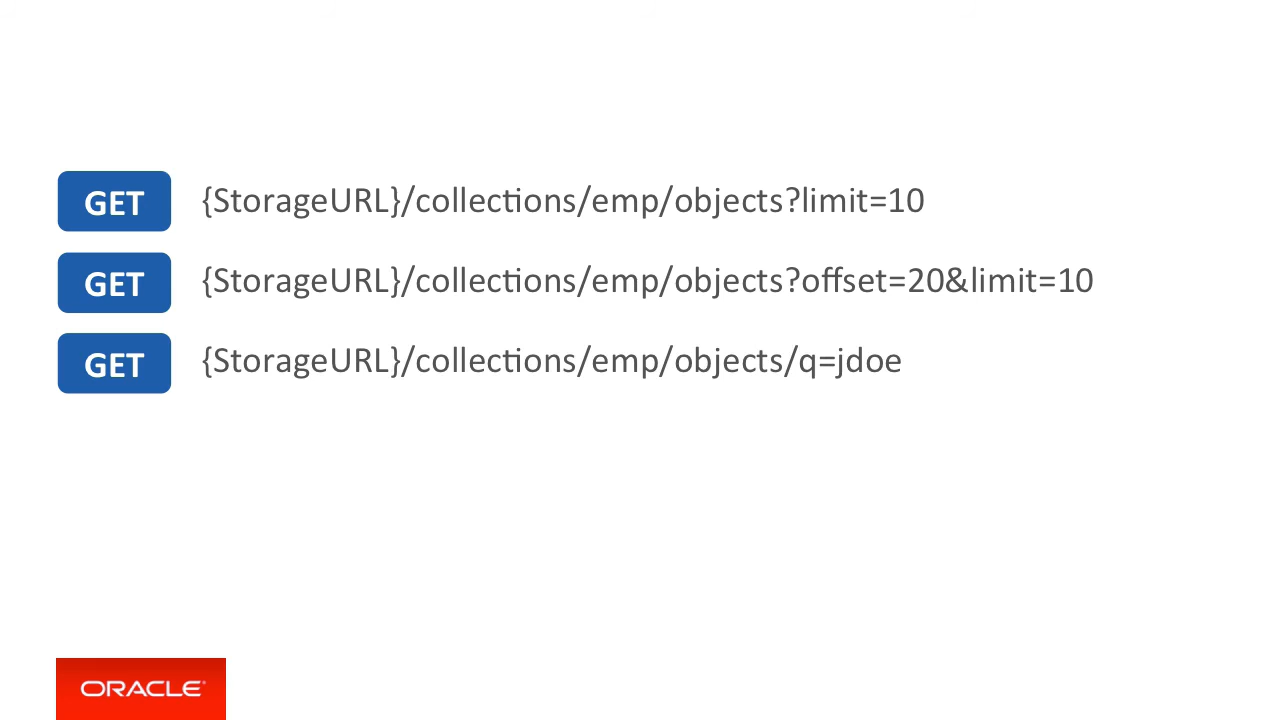 GET {StorageURL}/collections/emp/objects?limit=10
GET {StorageURL}/collections/emp/objects?offset=20&limit=10
GET {StorageURL}/collections/emp/objects/q=jdoe
ORACLE®